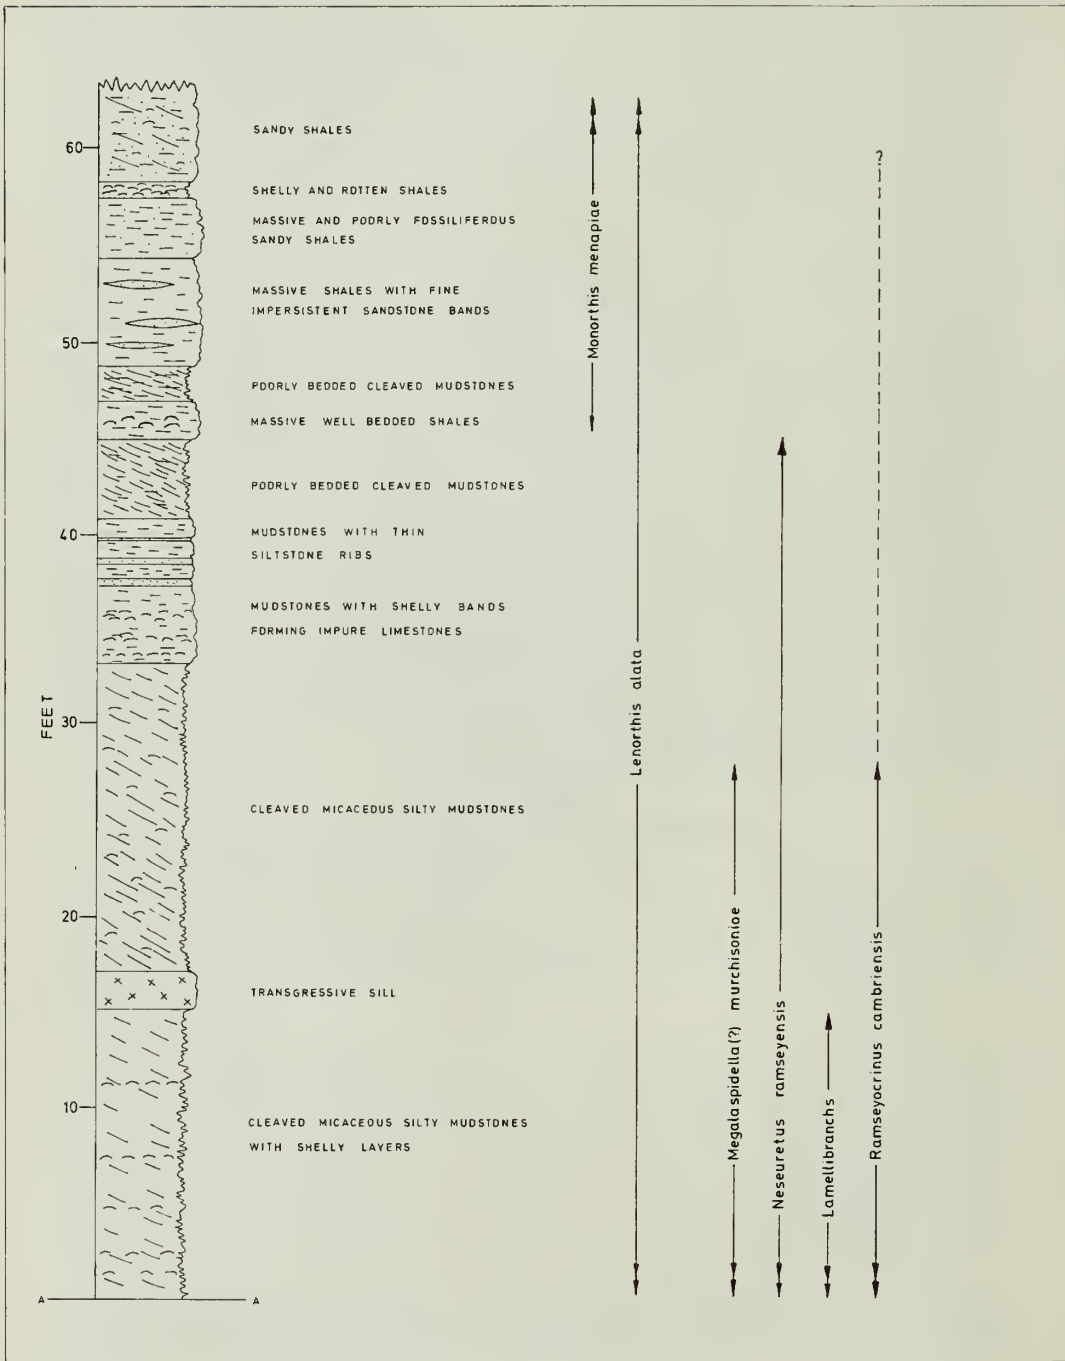 60
SANDY SHALES
SHELLY AND ROTTEN SHALES
MASSIVE AND POORLY FOSSILIFEROUS
SANDY SHALES
MASSIVE SHALES WITH FINE
IMPERSISTENT SANDSTONE BANDS
50
POORLY BEDDED CLEAVED MUDSTONES
MASSIVE WELL BEDDED SHALES
POORLY BEDDED CLEAVED MUDSTONES
40
MUDSTONES WITH THIN
SILTSTONE RIBS
MUDSTONES WITH SHELLY BANDS
FORMING IMPURE LIMESTONES
FEET
30
CLEAVED MICACEOUS SILTY MUDSTONES
20
TRANSGRESSIVE SILL
10
CLEAVED MICACEOUS SILTY MUDSTONES
WITH SHELLY LAYERS
A
A
Monorthis menapiae
Lenorthis alata
Megalaspidella(?) murchisoniae
Neseuretus ramseyensis
Lamellibranchs
Ramseyocrinus cambriensis
?